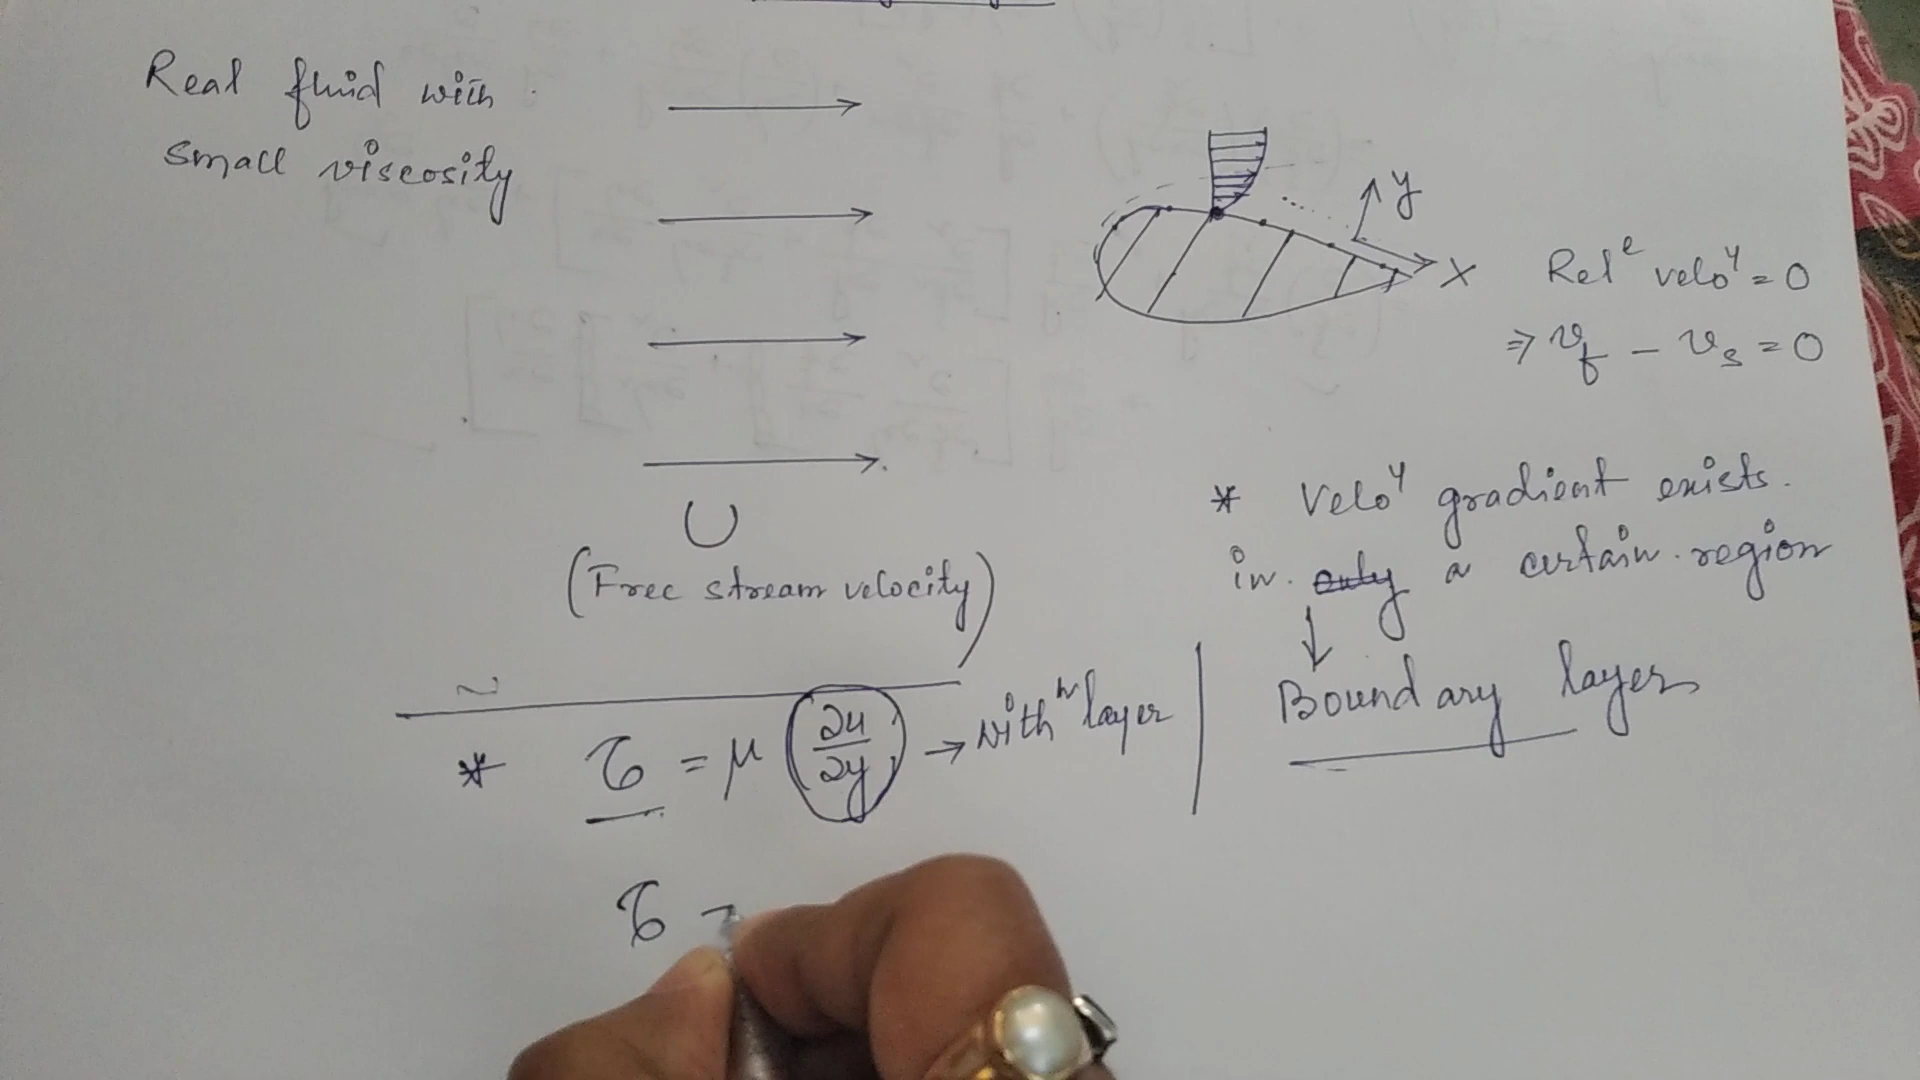 Real fluid with
small viscosity
U
(Free stream velocity)
y
x
Rel^e velo^y = 0
⇒ v_f - v_s = 0
* Velo^y gradient exists.
in only a certain region
↓
Boundary layer
* τ = μ (∂u/∂y) → with^n layer
τ =